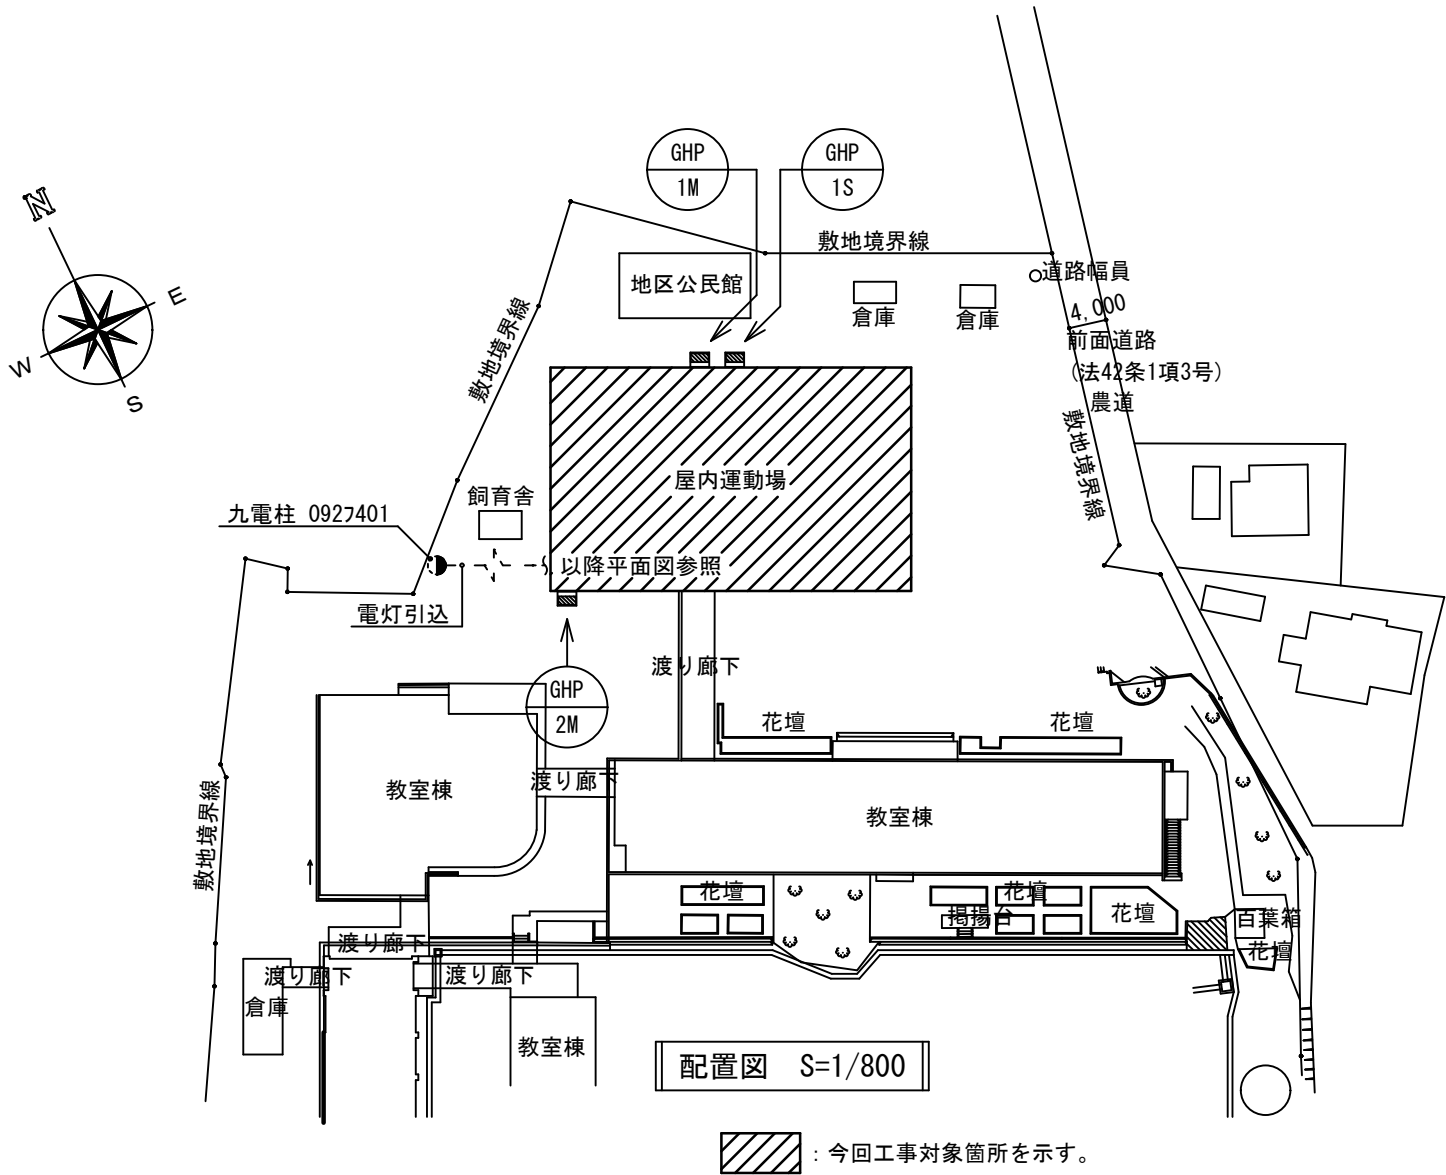 GHP
1M
GHP
1S
N
E
W
S
敷地境界線
地区公民館
倉庫
倉庫
道路幅員
4,000
前面道路
(法42条1項3号)
農道
敷地境界線
敷地境界線
屋内運動場
飼育舎
九電柱 0927401
以降平面図参照
電灯引込
渡り廊下
GHP
2M
花壇
花壇
教室棟
渡り廊下
教室棟
敷地境界線
花壇
花壇
掲揚台
花壇
百葉箱
花壇
渡り廊下
渡り廊下
渡り廊下
倉庫
教室棟
配置図 S=1/800
：今回工事対象箇所を示す。